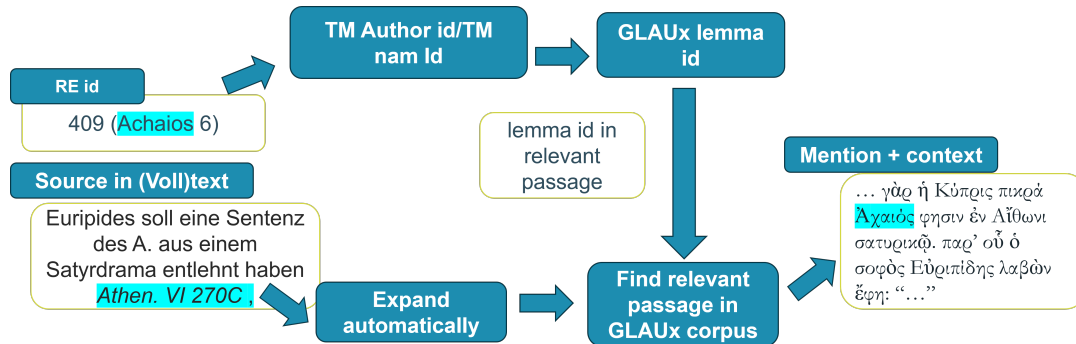 TM Author id/TM
nam Id
GLAUx lemma
id
RE id
409 (Achaios 6)
lemma id in
relevant
passage
Source in (Voll)text
Euripides soll eine Sentenz
des A. aus einem
Satyrdrama entlehnt haben
Athen. VI 270C ,
Expand
automatically
Find relevant
passage in
GLAUx corpus
Mention + context
… γὰρ ἡ Κύπρις πικρά
Ἀχαιός φησιν ἐν Αἴθωνι
σατυρικῷ. παρ’ οὗ ὁ
σοφὸς Εὐριπίδης λαβὼν
ἔφη: “…”